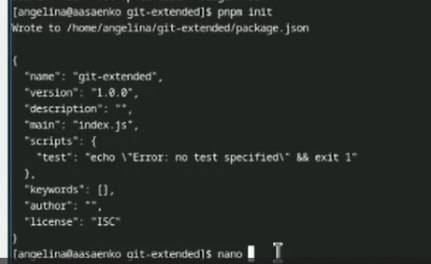 [angelina@aasaenko git-extended]$ pnpm init
Wrote to /home/angelina/git-extended/package.json
{
  "name": "git-extended",
  "version": "1.0.0",
  "description": "",
  "main": "index.js",
  "scripts": {
    "test": "echo \"Error: no test specified\" && exit 1"
  },
  "keywords": [],
  "author": "",
  "license": "ISC"
}
[angelina@aasaenko git-extended]$ nano